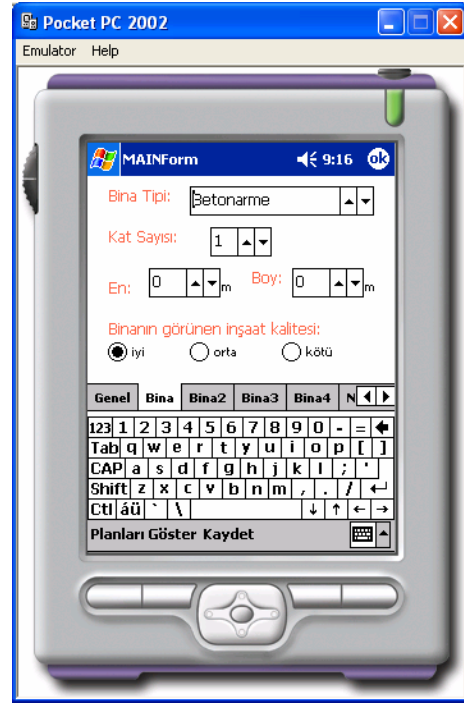 Pocket PC 2002
Emulator Help
MAINForm 9:16 ok
Bina Tipi: Betonarme
Kat Sayısı: 1
En: 0 m Boy: 0 m
Binanın görünen inşaat kalitesi:
iyi orta kötü
Genel Bina Bina2 Bina3 Bina4 N
123 1 2 3 4 5 6 7 8 9 0 - =
Tab q w e r t y u i o p [ ]
CAP a s d f g h j k l ; '
Shift z x c v b n m , . /
Ctl áü ` \ ↓ ↑ ← →
Planları Göster Kaydet